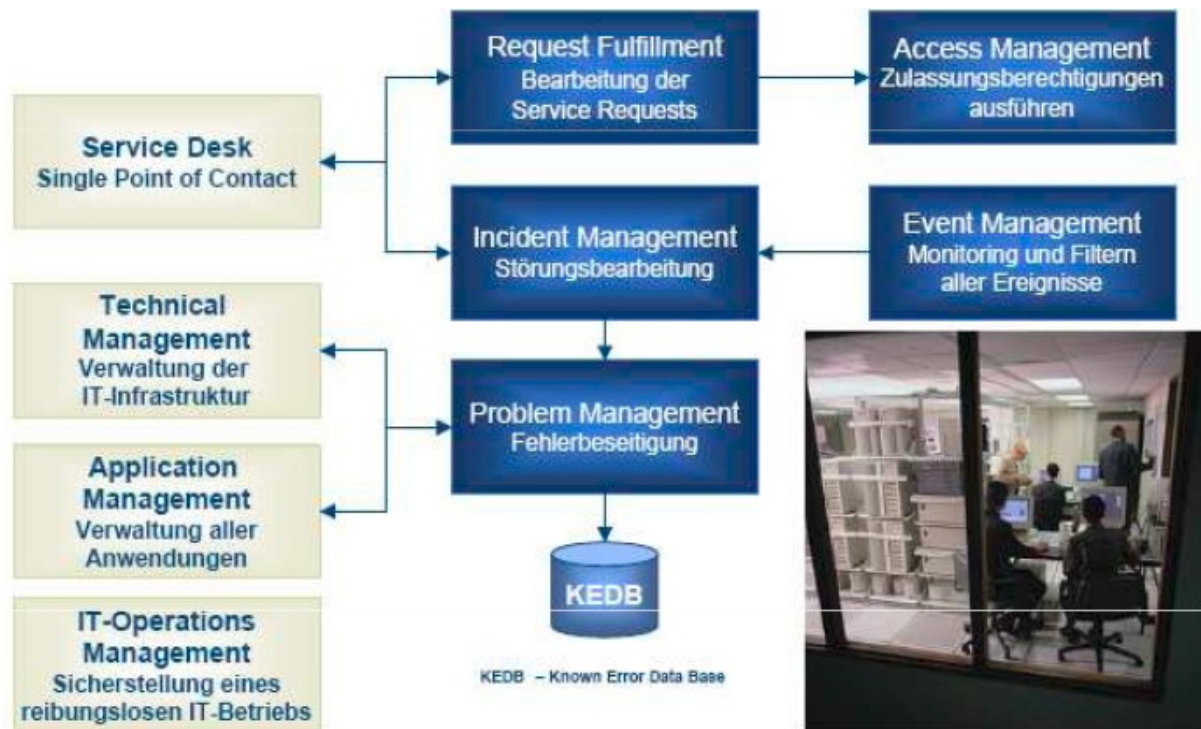 Request Fulfillment
Bearbeitung der
Service Requests
Access Management
Zulassungsberechtigungen
ausführen
Service Desk
Single Point of Contact
Incident Management
Störungsbearbeitung
Event Management
Monitoring und Filtern
aller Ereignisse
Technical
Management
Verwaltung der
IT-Infrastruktur
Problem Management
Fehlerbeseitigung
Application
Management
Verwaltung aller
Anwendungen
KEDB
IT-Operations
Management
Sicherstellung eines
reibungslosen IT-Betriebs
KEDB – Known Error Data Base